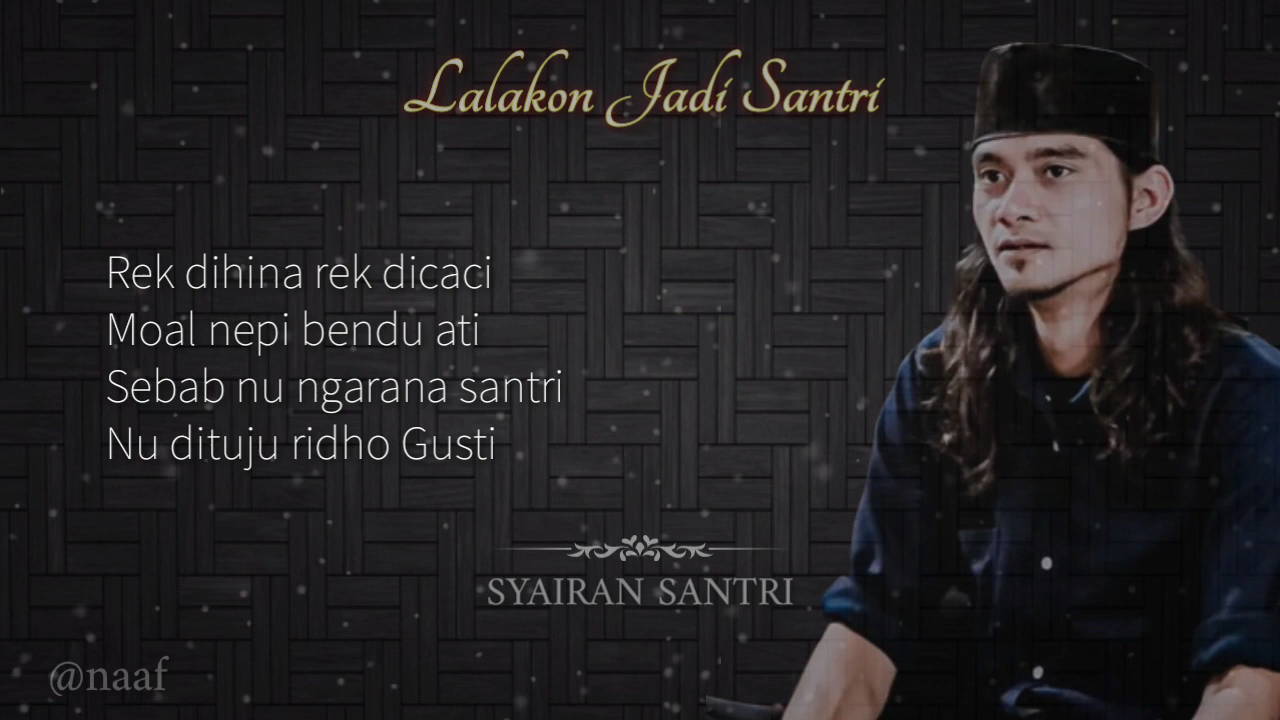 Lalakon Jadi Santri
Rek dihina rek dicaci
Moal nepi bendu ati
Sebab nu ngarana santri
Nu dituju ridho Gusti
SYAIRAN SANTRI
@naaf